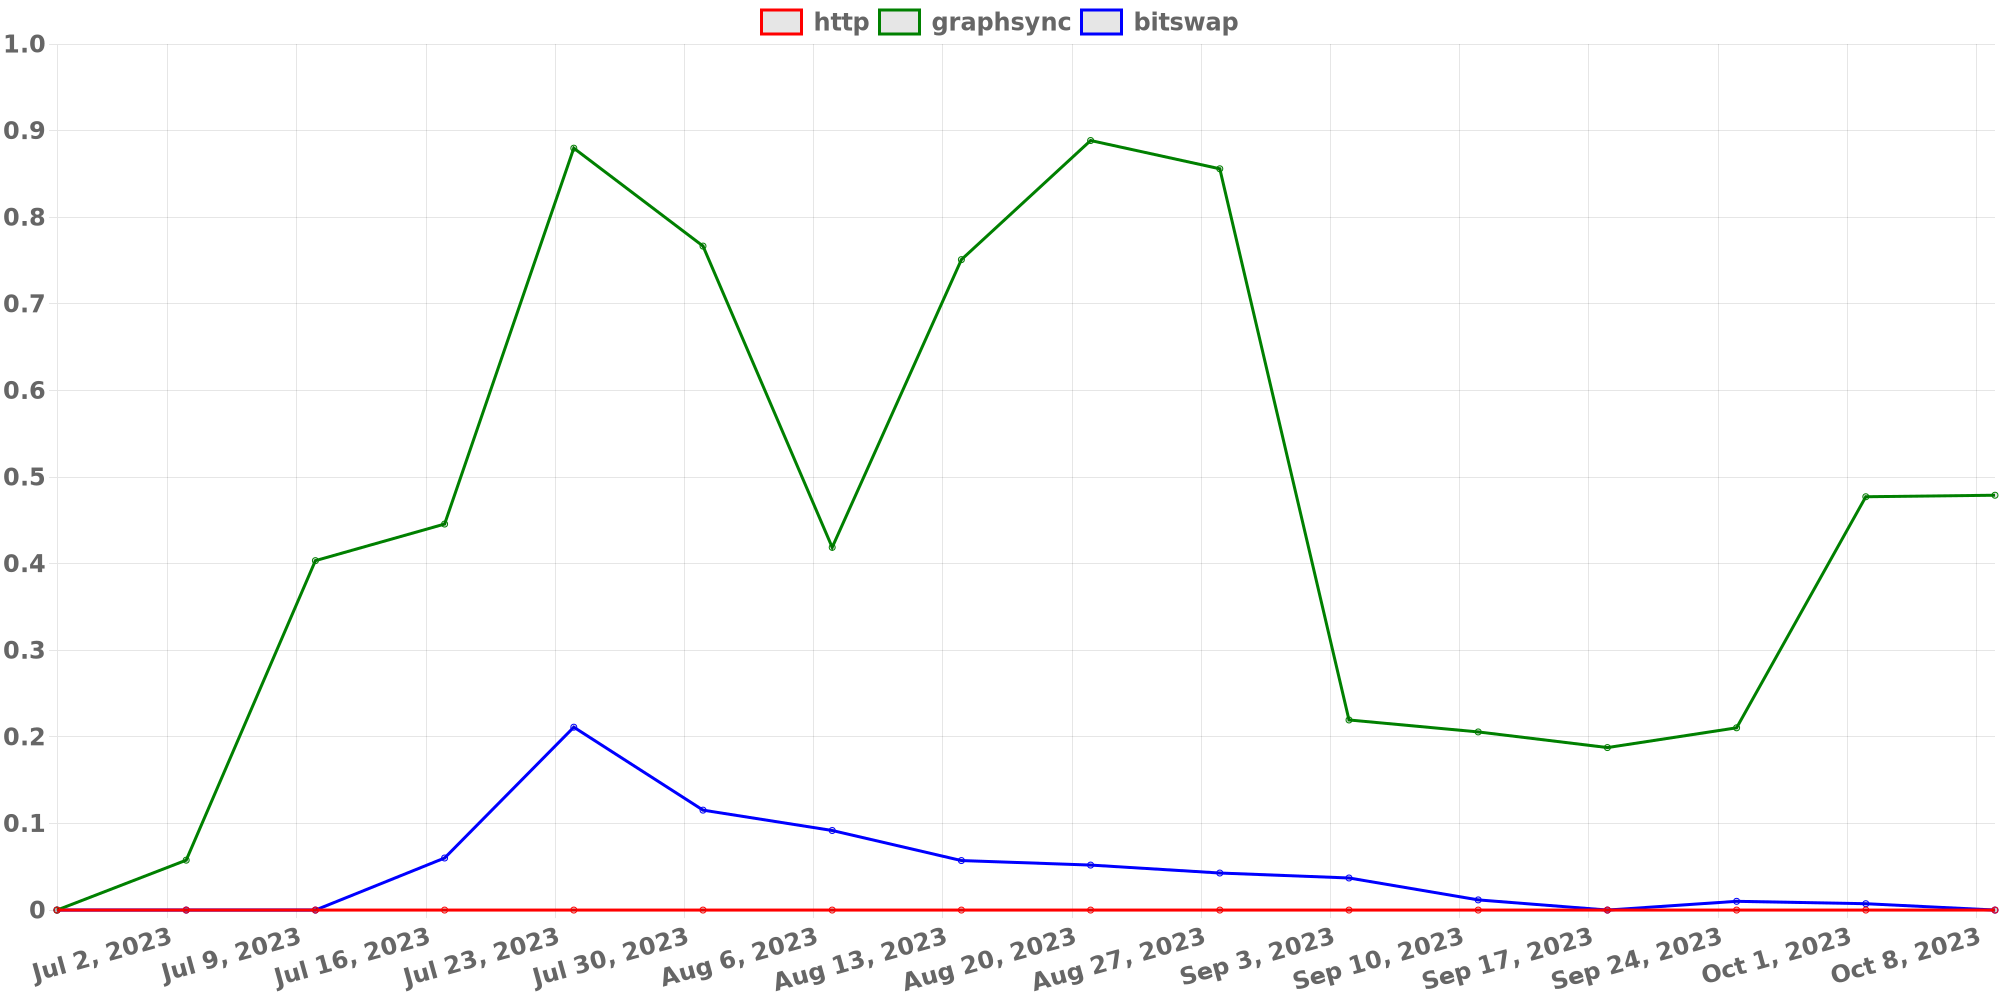 http graphsync bitswap
1.0
0.9
0.8
0.7
0.6
0.5
0.4
0.3
0.2
0.1
0
Jul 2, 2023
Jul 9, 2023
Jul 16, 2023
Jul 23, 2023
Jul 30, 2023
Aug 6, 2023
Aug 13, 2023
Aug 20, 2023
Aug 27, 2023
Sep 3, 2023
Sep 10, 2023
Sep 17, 2023
Sep 24, 2023
Oct 1, 2023
Oct 8, 2023